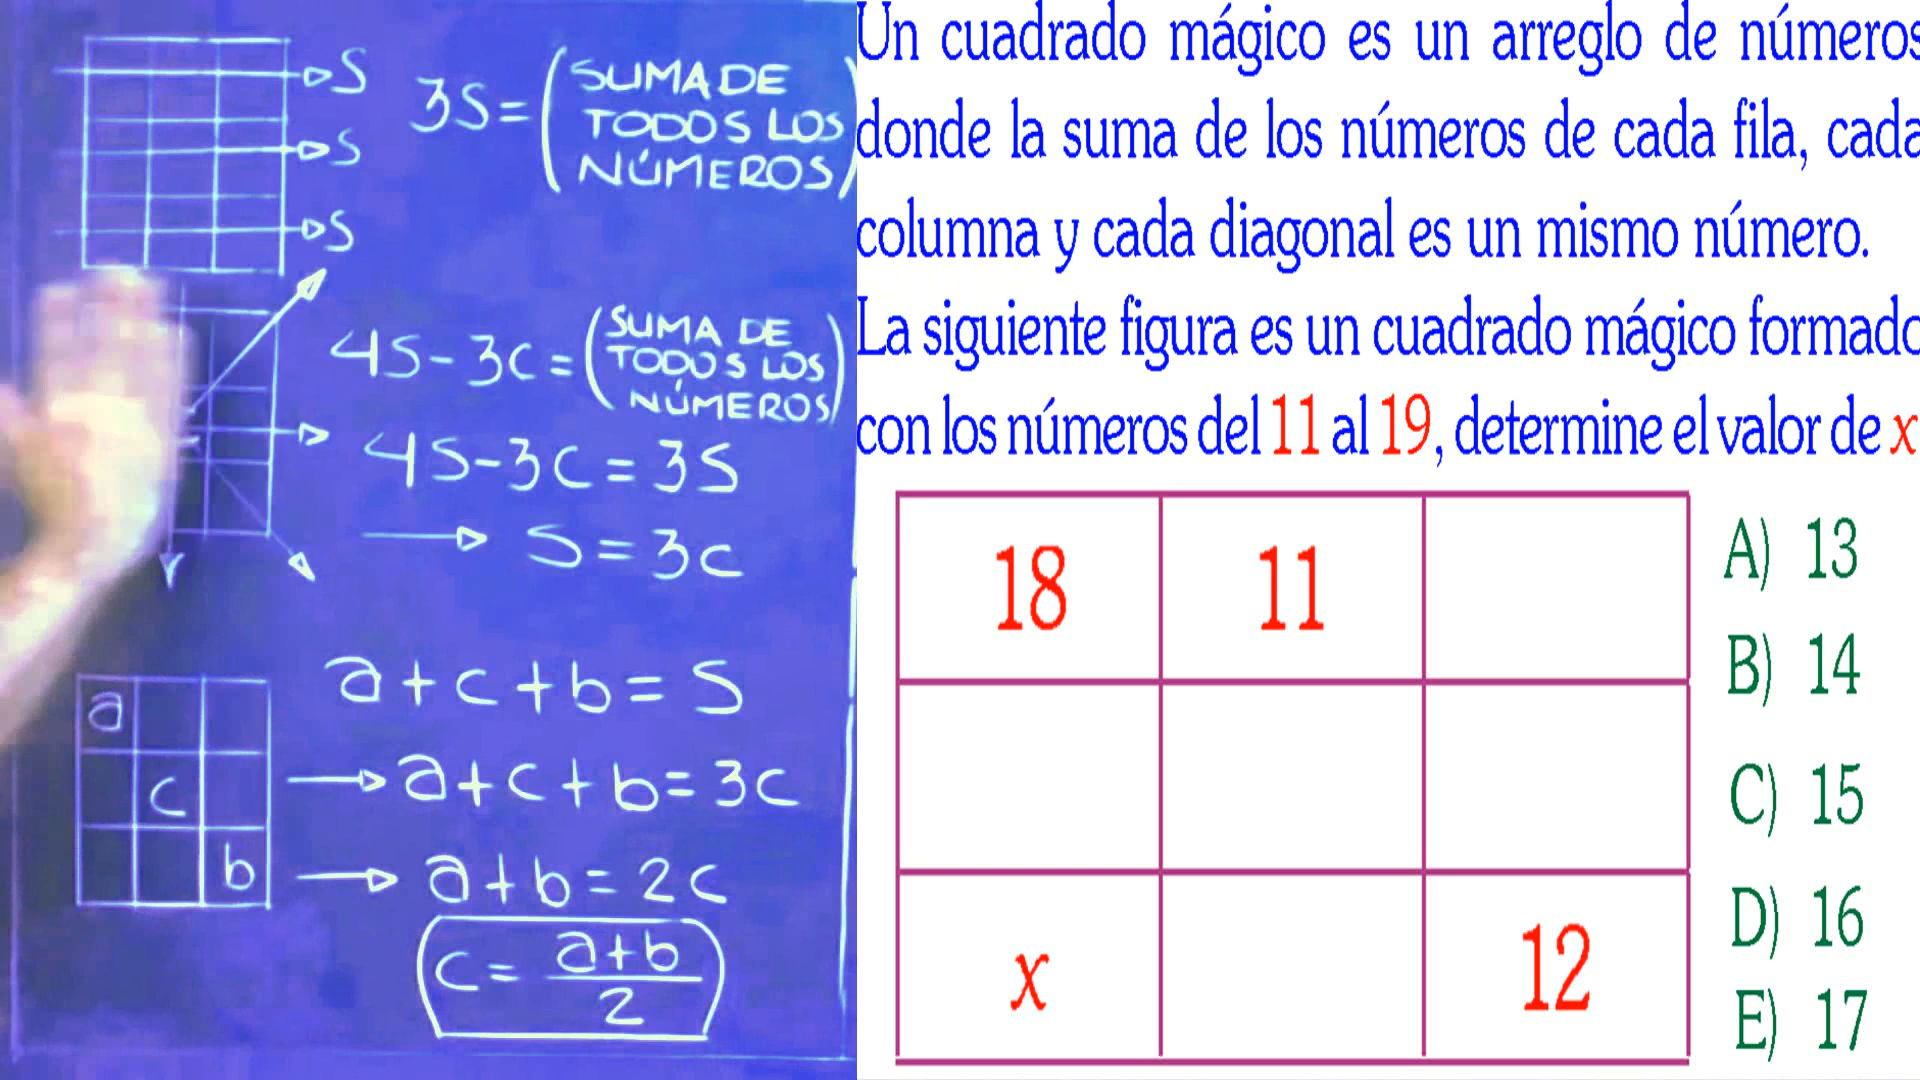 S
S
S
3S = (SUMA DE
TODOS LOS
NÚMEROS)
4S - 3C = (SUMA DE
TODOS LOS
NÚMEROS)
4S - 3C = 3S
S = 3C
a
c
b
a + c + b = S
a + c + b = 3c
a + b = 2c
c = a+b
2
Un cuadrado mágico es un arreglo de números
donde la suma de los números de cada fila, cada
columna y cada diagonal es un mismo número.
La siguiente figura es un cuadrado mágico formado
con los números del 11 al 19, determine el valor de x
18 11
x 12
A) 13
B) 14
C) 15
D) 16
E) 17